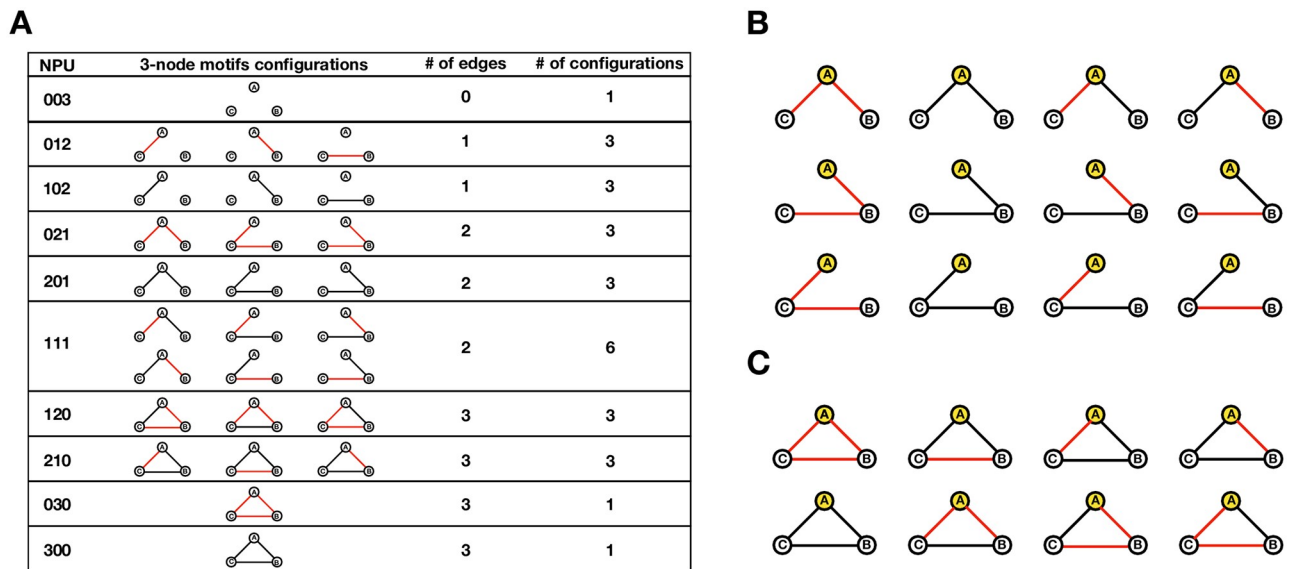 A
NPU 3-node motifs configurations # of edges # of configurations
A
003 0 1
C B
A A A
012 1 3
C B C B C B
A A A
102 1 3
C B C B C B
A A A
021 2 3
C B C B C B
A A A
201 2 3
C B C B C B
A A A
C B C B C B
111 2 6
A A A
C B C B C B
A A A
120 3 3
C B C B C B
A A A
210 3 3
C B C B C B
A
030 3 1
C B
A
300 3 1
C B
B
A A A A
C B C B C B C B
A A A A
C B C B C B C B
A A A A
C B C B C B C B
C
A A A A
C B C B C B C B
A A A A
C B C B C B C B